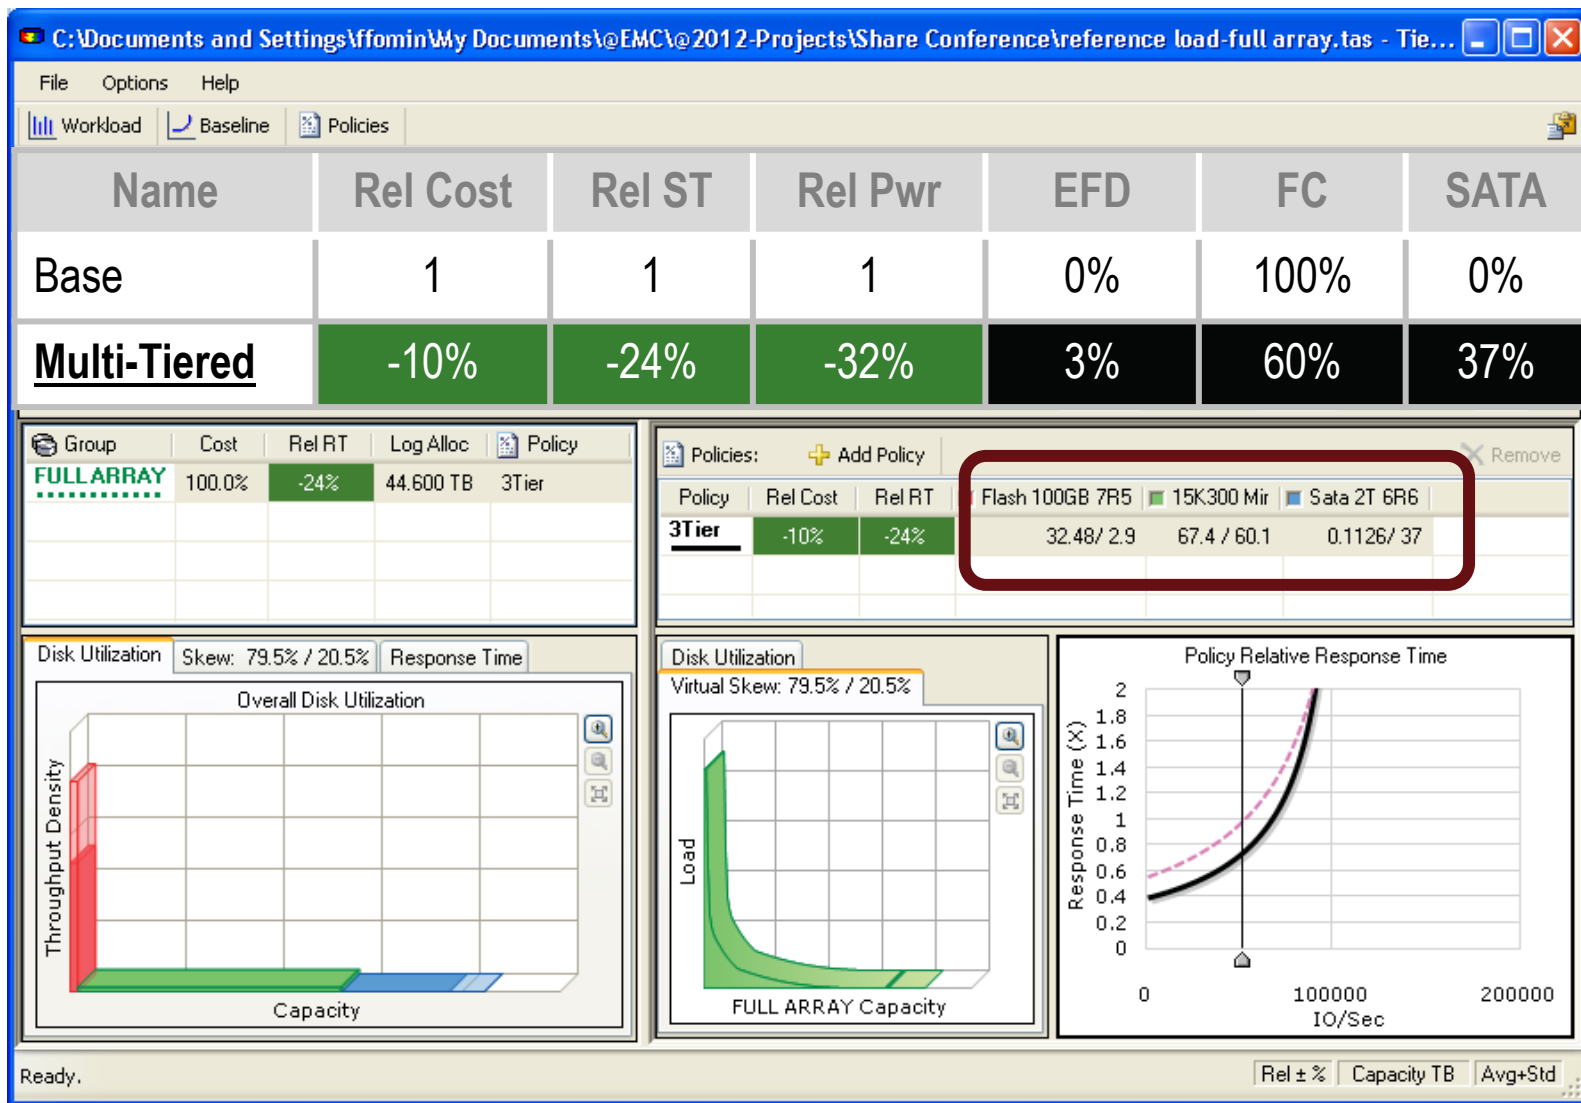 C:\Documents and Settings\ffomin\My Documents\@EMC\@2012-Projects\Share Conference\reference load-full array.tas - Tie...
File Options Help
Workload Baseline Policies
Name Rel Cost Rel ST Rel Pwr EFD FC SATA
Base 1 1 1 0% 100% 0%
Multi-Tiered -10% -24% -32% 3% 60% 37%
Group Cost Rel RT Log Alloc Policy
FULL ARRAY 100.0% -24% 44.600 TB 3Tier
Policies: Add Policy Remove
Policy Rel Cost Rel RT Flash 100GB 7R5 15K300 Mir Sata 2T 6R6
3Tier -10% -24% 32.48/ 2.9 67.4 / 60.1 0.1126/ 37
Disk Utilization Skew: 79.5% / 20.5% Response Time
Overall Disk Utilization
Throughput Density
Capacity
Disk Utilization
Virtual Skew: 79.5% / 20.5%
Load
FULL ARRAY Capacity
Policy Relative Response Time
Response Time (X)
2
1.8
1.6
1.4
1.2
1
0.8
0.6
0.4
0.2
0
0 100000 200000
IO/Sec
Ready. Rel ± % Capacity TB Avg+Std